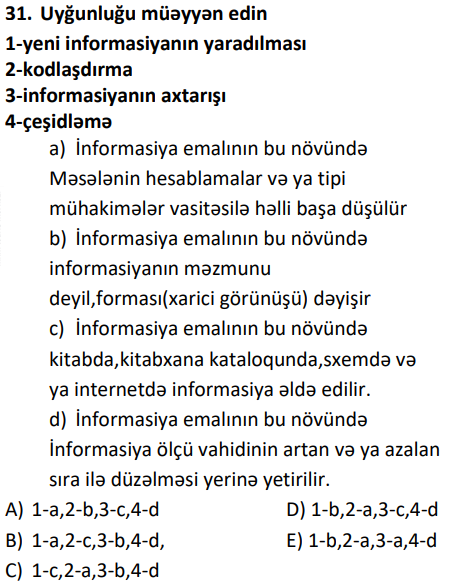 31. Uyğunluğu müəyyən edin
1-yeni informasiyanın yaradılması
2-kodlaşdırma
3-informasiyanın axtarışı
4-çeşidləmə
a) İnformasiya emalının bu növündə
Məsələnin hesablamalar və ya tipi
mühakimələr vasitəsilə həlli başa düşülür
b) İnformasiya emalının bu növündə
informasiyanın məzmunu
deyil,forması(xarici görünüşü) dəyişir
c) İnformasiya emalının bu növündə
kitabda,kitabxana kataloqunda,sxemdə və
ya internetdə informasiya əldə edilir.
d) İnformasiya emalının bu növündə
İnformasiya ölçü vahidinin artan və ya azalan
sıra ilə düzəlməsi yerinə yetirilir.
A) 1-a,2-b,3-c,4-d D) 1-b,2-a,3-c,4-d
B) 1-a,2-c,3-b,4-d, E) 1-b,2-a,3-a,4-d
C) 1-c,2-a,3-b,4-d